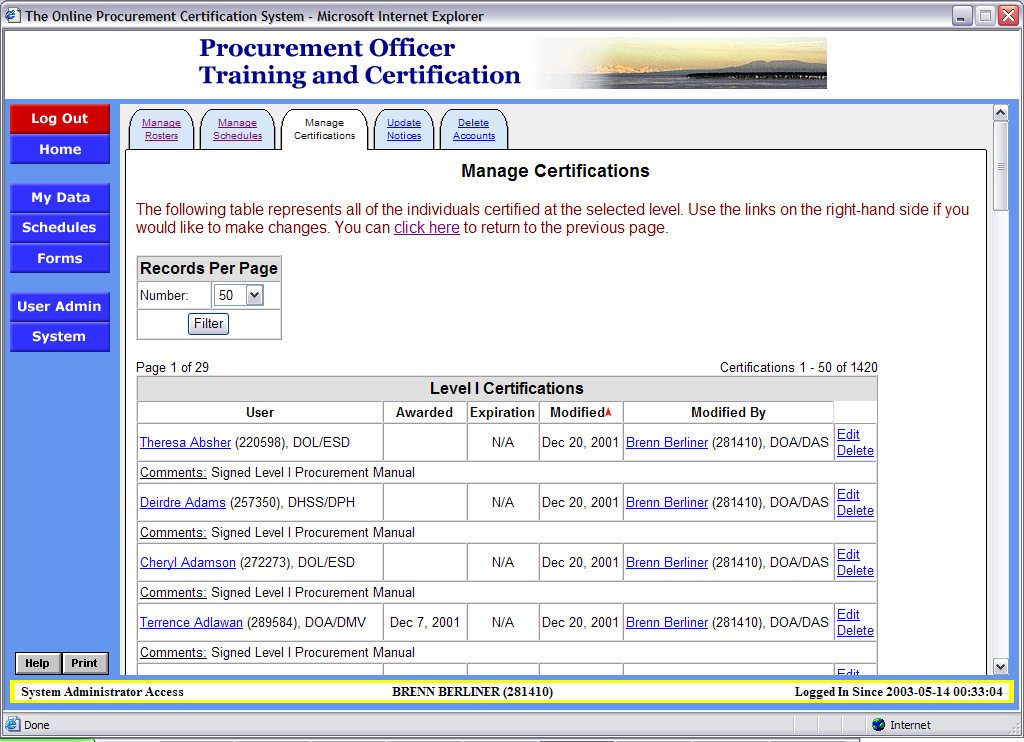 The Online Procurement Certification System - Microsoft Internet Explorer
Procurement Officer
Training and Certification
Log Out
Home
My Data
Schedules
Forms
User Admin
System
Help Print
Manage Rosters
Manage Schedules
Manage Certifications
Update Notices
Delete Accounts
Manage Certifications
The following table represents all of the individuals certified at the selected level. Use the links on the right-hand side if you
would like to make changes. You can click here to return to the previous page.
Records Per Page
Number: 50
Filter
Page 1 of 29 Certifications 1 - 50 of 1420
Level I Certifications
User Awarded Expiration Modified Modified By
Theresa Absher (220598), DOL/ESD N/A Dec 20, 2001 Brenn Berliner (281410), DOA/DAS Edit Delete
Comments: Signed Level I Procurement Manual
Deirdre Adams (257350), DHSS/DPH N/A Dec 20, 2001 Brenn Berliner (281410), DOA/DAS Edit Delete
Comments: Signed Level I Procurement Manual
Cheryl Adamson (272273), DOL/ESD N/A Dec 20, 2001 Brenn Berliner (281410), DOA/DAS Edit Delete
Comments: Signed Level I Procurement Manual
Terrence Adlawan (289584), DOA/DMV Dec 7, 2001 N/A Dec 20, 2001 Brenn Berliner (281410), DOA/DAS Edit Delete
Comments: Signed Level I Procurement Manual
Edit
System Administrator Access BRENN BERLINER (281410) Logged In Since 2003-05-14 00:33:04
Done Internet